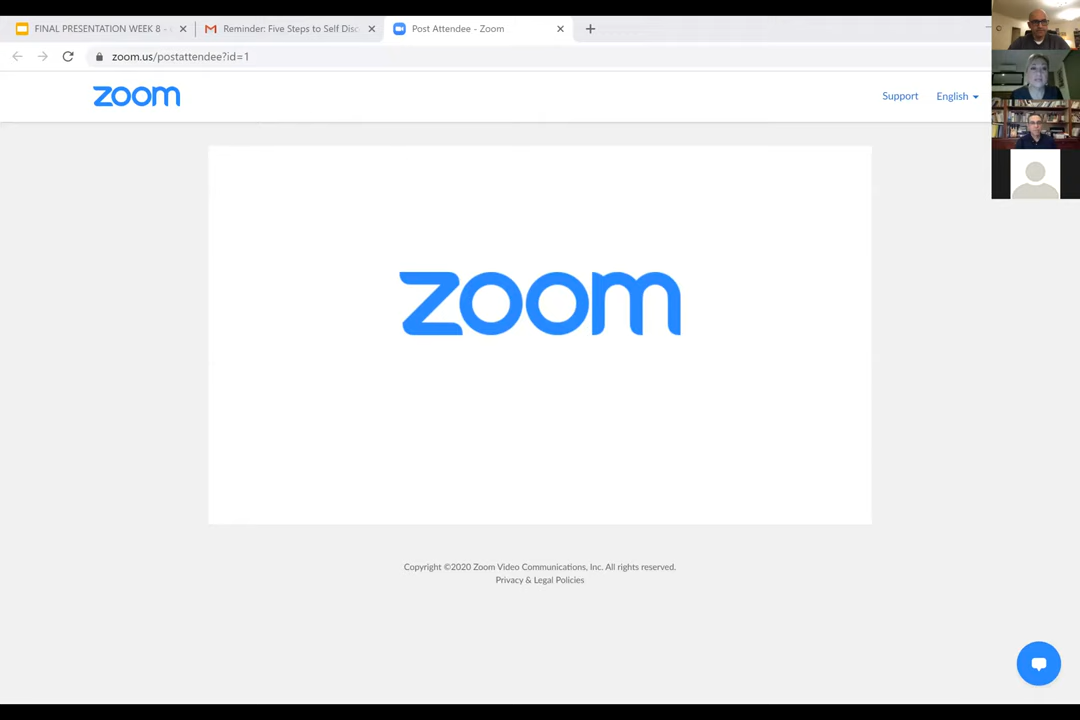 FINAL PRESENTATION WEEK 8 -
Reminder: Five Steps to Self Disc
Post Attendee - Zoom
zoom.us/postattendee?id=1
zoom
Support
English
zoom
Copyright ©2020 Zoom Video Communications, Inc. All rights reserved.
Privacy & Legal Policies